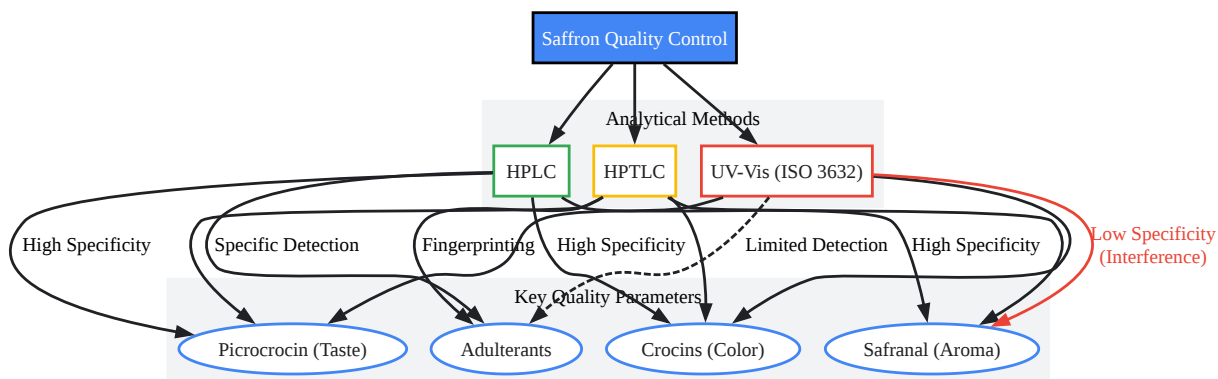 Saffron Quality Control
Analytical Methods
HPLC
HPTLC
UV-Vis (ISO 3632)
High Specificity
Specific Detection
Fingerprinting
High Specificity
Limited Detection
High Specificity
Low Specificity
(Interference)
Key Quality Parameters
Picrocrocin (Taste)
Adulterants
Crocins (Color)
Safranal (Aroma)